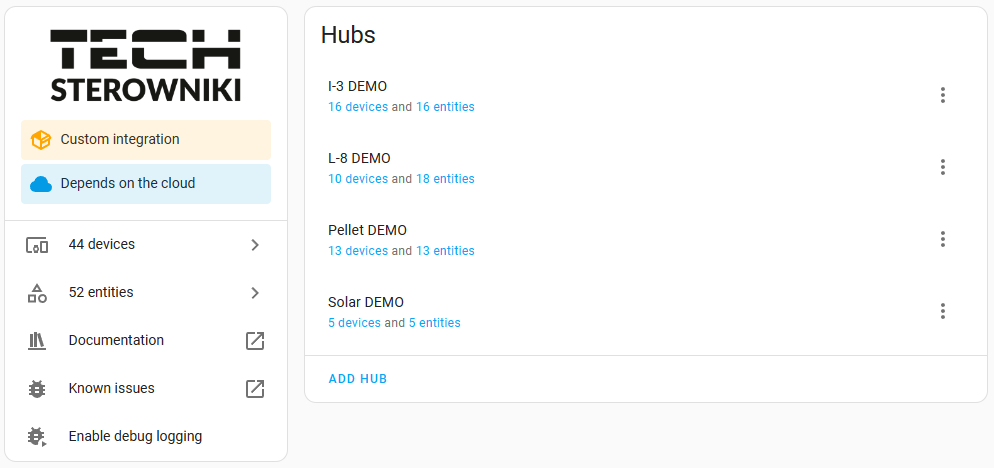 TECH
STEROWNIKI
Custom integration
Depends on the cloud
44 devices
52 entities
Documentation
Known issues
Enable debug logging
Hubs
I-3 DEMO
16 devices and 16 entities
L-8 DEMO
10 devices and 18 entities
Pellet DEMO
13 devices and 13 entities
Solar DEMO
5 devices and 5 entities
ADD HUB